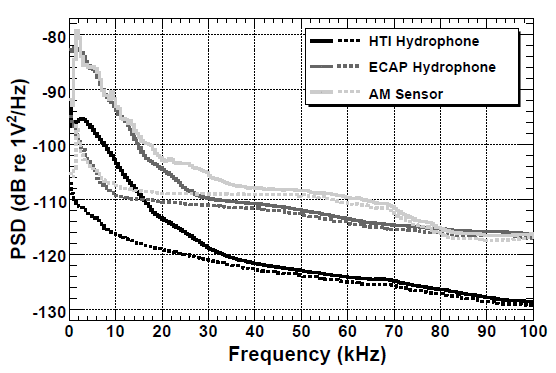 HTI Hydrophone
ECAP Hydrophone
AM Sensor
PSD (dB re 1V²/Hz)
-80
-90
-100
-110
-120
-130
0 10 20 30 40 50 60 70 80 90 100
Frequency (kHz)